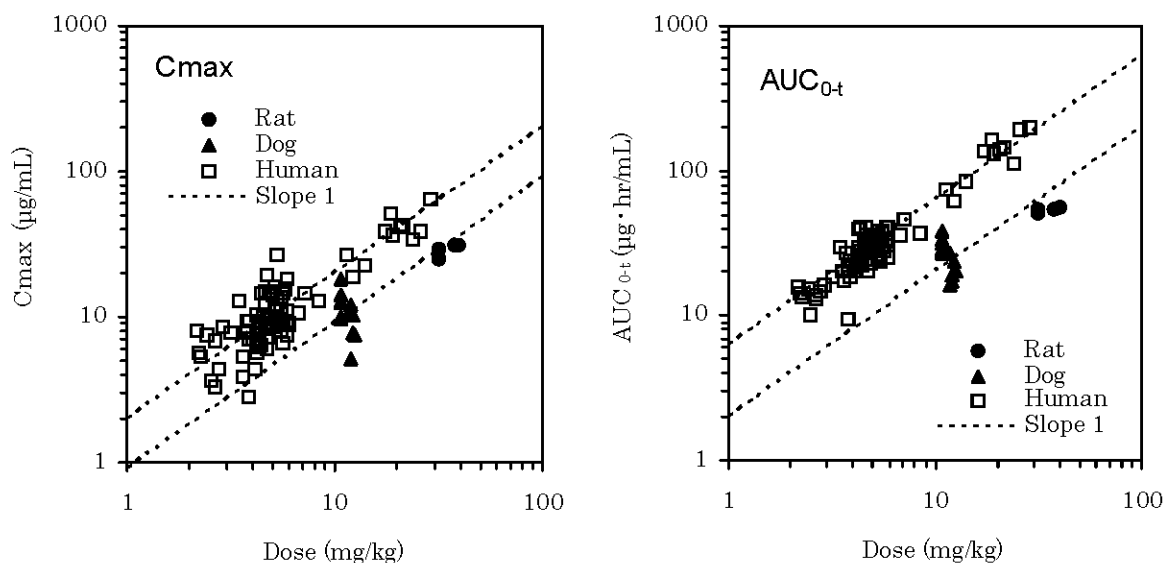 1000
100
10
1
Cmax (µg/mL)
Cmax
Rat
Dog
Human
Slope 1
1
10
100
Dose (mg/kg)
1000
100
10
1
AUC 0-t (µg·hr/mL)
AUC0-t
Rat
Dog
Human
Slope 1
1
10
100
Dose (mg/kg)